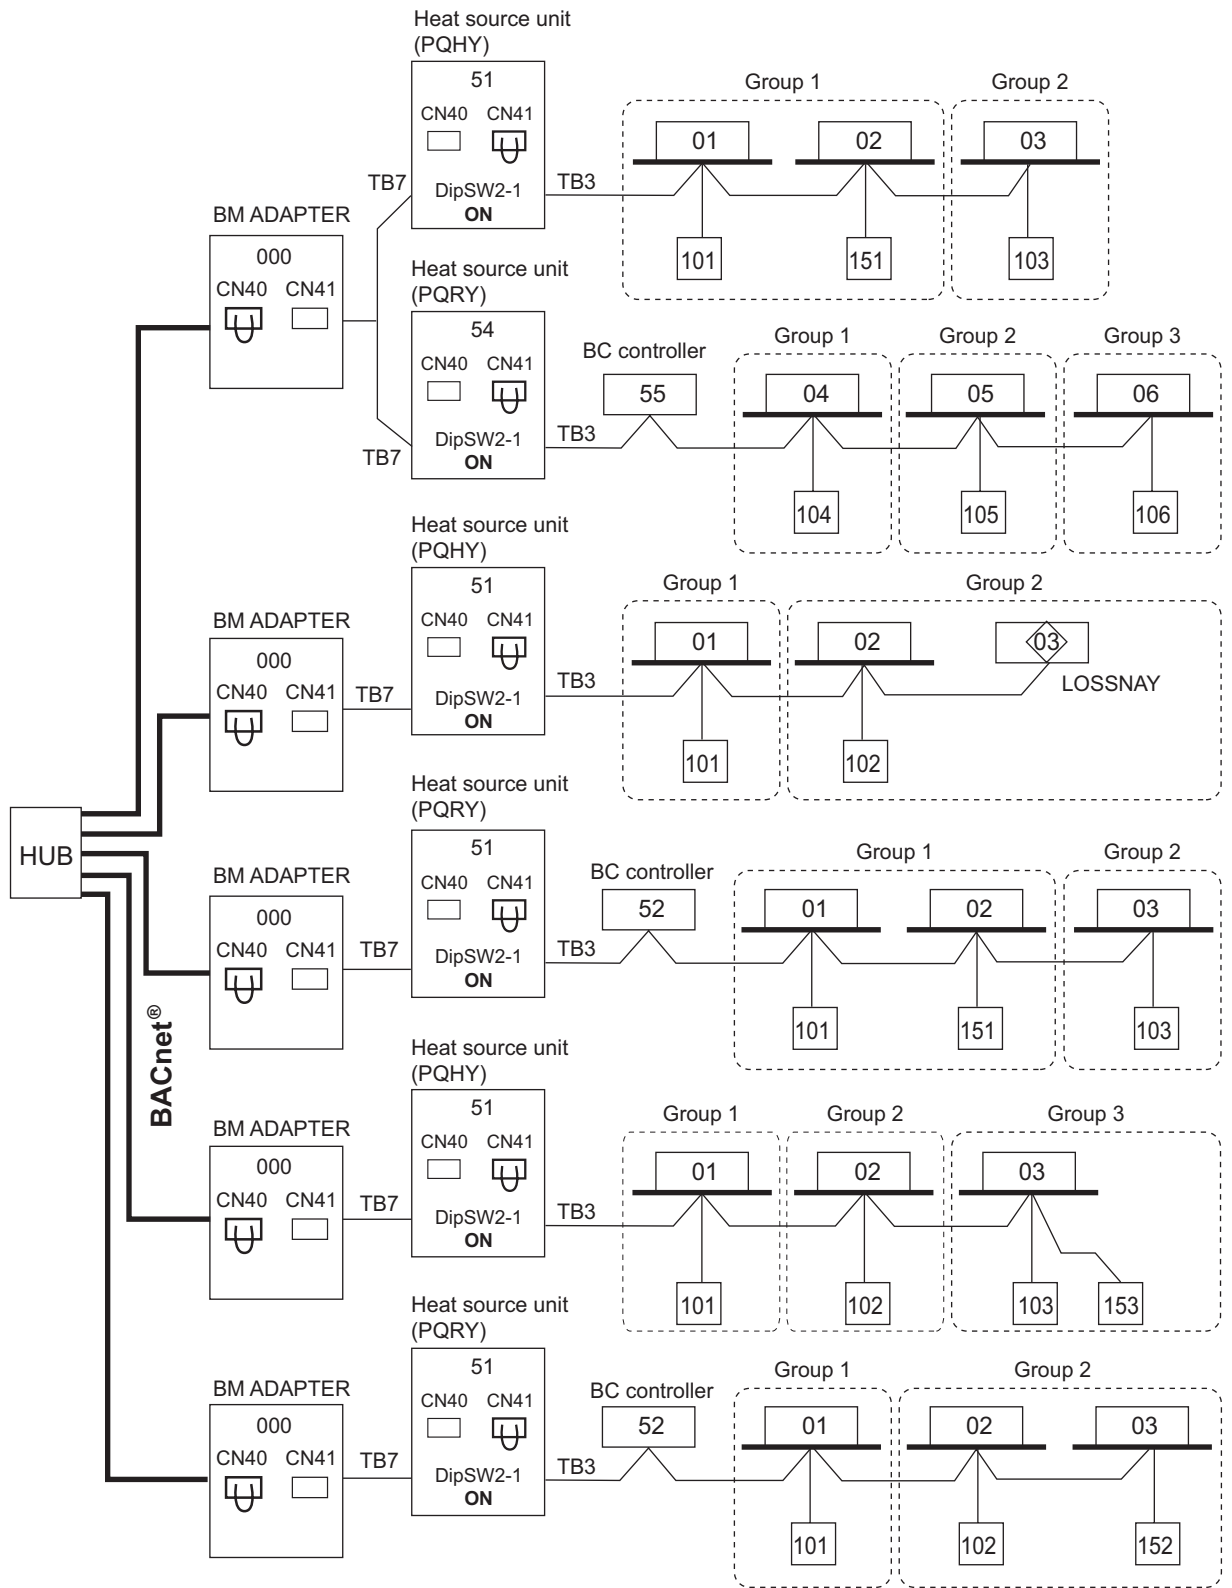 Heat source unit
(PQHY)
51
CN40 CN41
DipSW2-1
ON
TB7
TB3
Group 1
01
02
101
151
Group 2
03
103
BM ADAPTER
000
CN40 CN41
Heat source unit
(PQRY)
54
CN40 CN41
DipSW2-1
ON
TB7
TB3
BC controller
55
Group 1
04
104
Group 2
05
105
Group 3
06
106
BM ADAPTER
000
CN40 CN41
TB7
Heat source unit
(PQHY)
51
CN40 CN41
DipSW2-1
ON
TB3
Group 1
01
101
Group 2
02
03
LOSSNAY
102
HUB
BACnet®
BM ADAPTER
000
CN40 CN41
TB7
Heat source unit
(PQRY)
51
CN40 CN41
DipSW2-1
ON
TB3
BC controller
52
Group 1
01
02
101
151
Group 2
03
103
BM ADAPTER
000
CN40 CN41
TB7
Heat source unit
(PQHY)
51
CN40 CN41
DipSW2-1
ON
TB3
Group 1
01
101
Group 2
02
102
Group 3
03
103
153
BM ADAPTER
000
CN40 CN41
TB7
Heat source unit
(PQRY)
51
CN40 CN41
DipSW2-1
ON
TB3
BC controller
52
Group 1
01
101
Group 2
02
03
102
152